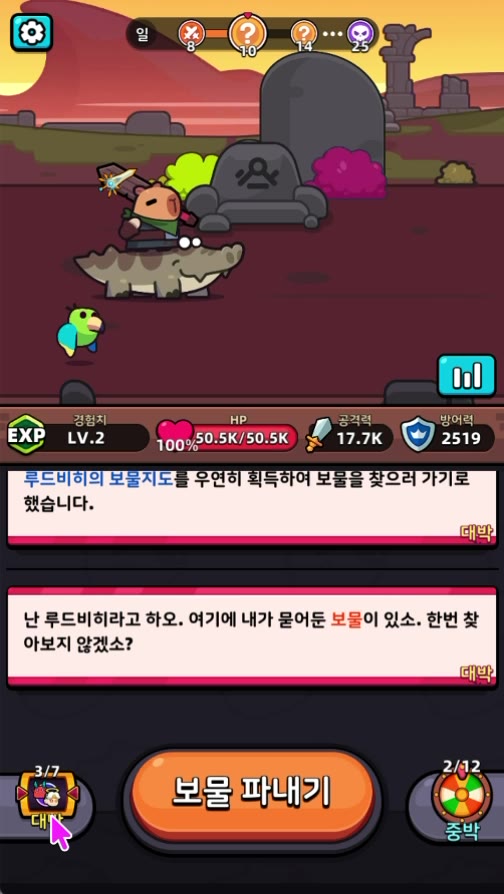 일 8 10 14 25
경험치 HP 공격력 방어력
EXP LV.2 100% 50.5K/50.5K 17.7K 2519
루드비히의 보물지도를 우연히 획득하여 보물을 찾으러 가기로
했습니다.
대박
난 루드비히라고 하오. 여기에 내가 묻어둔 보물이 있소. 한번 찾
아보지 않겠소?
대박
3/7 2/12
보물 파내기
대박 중박